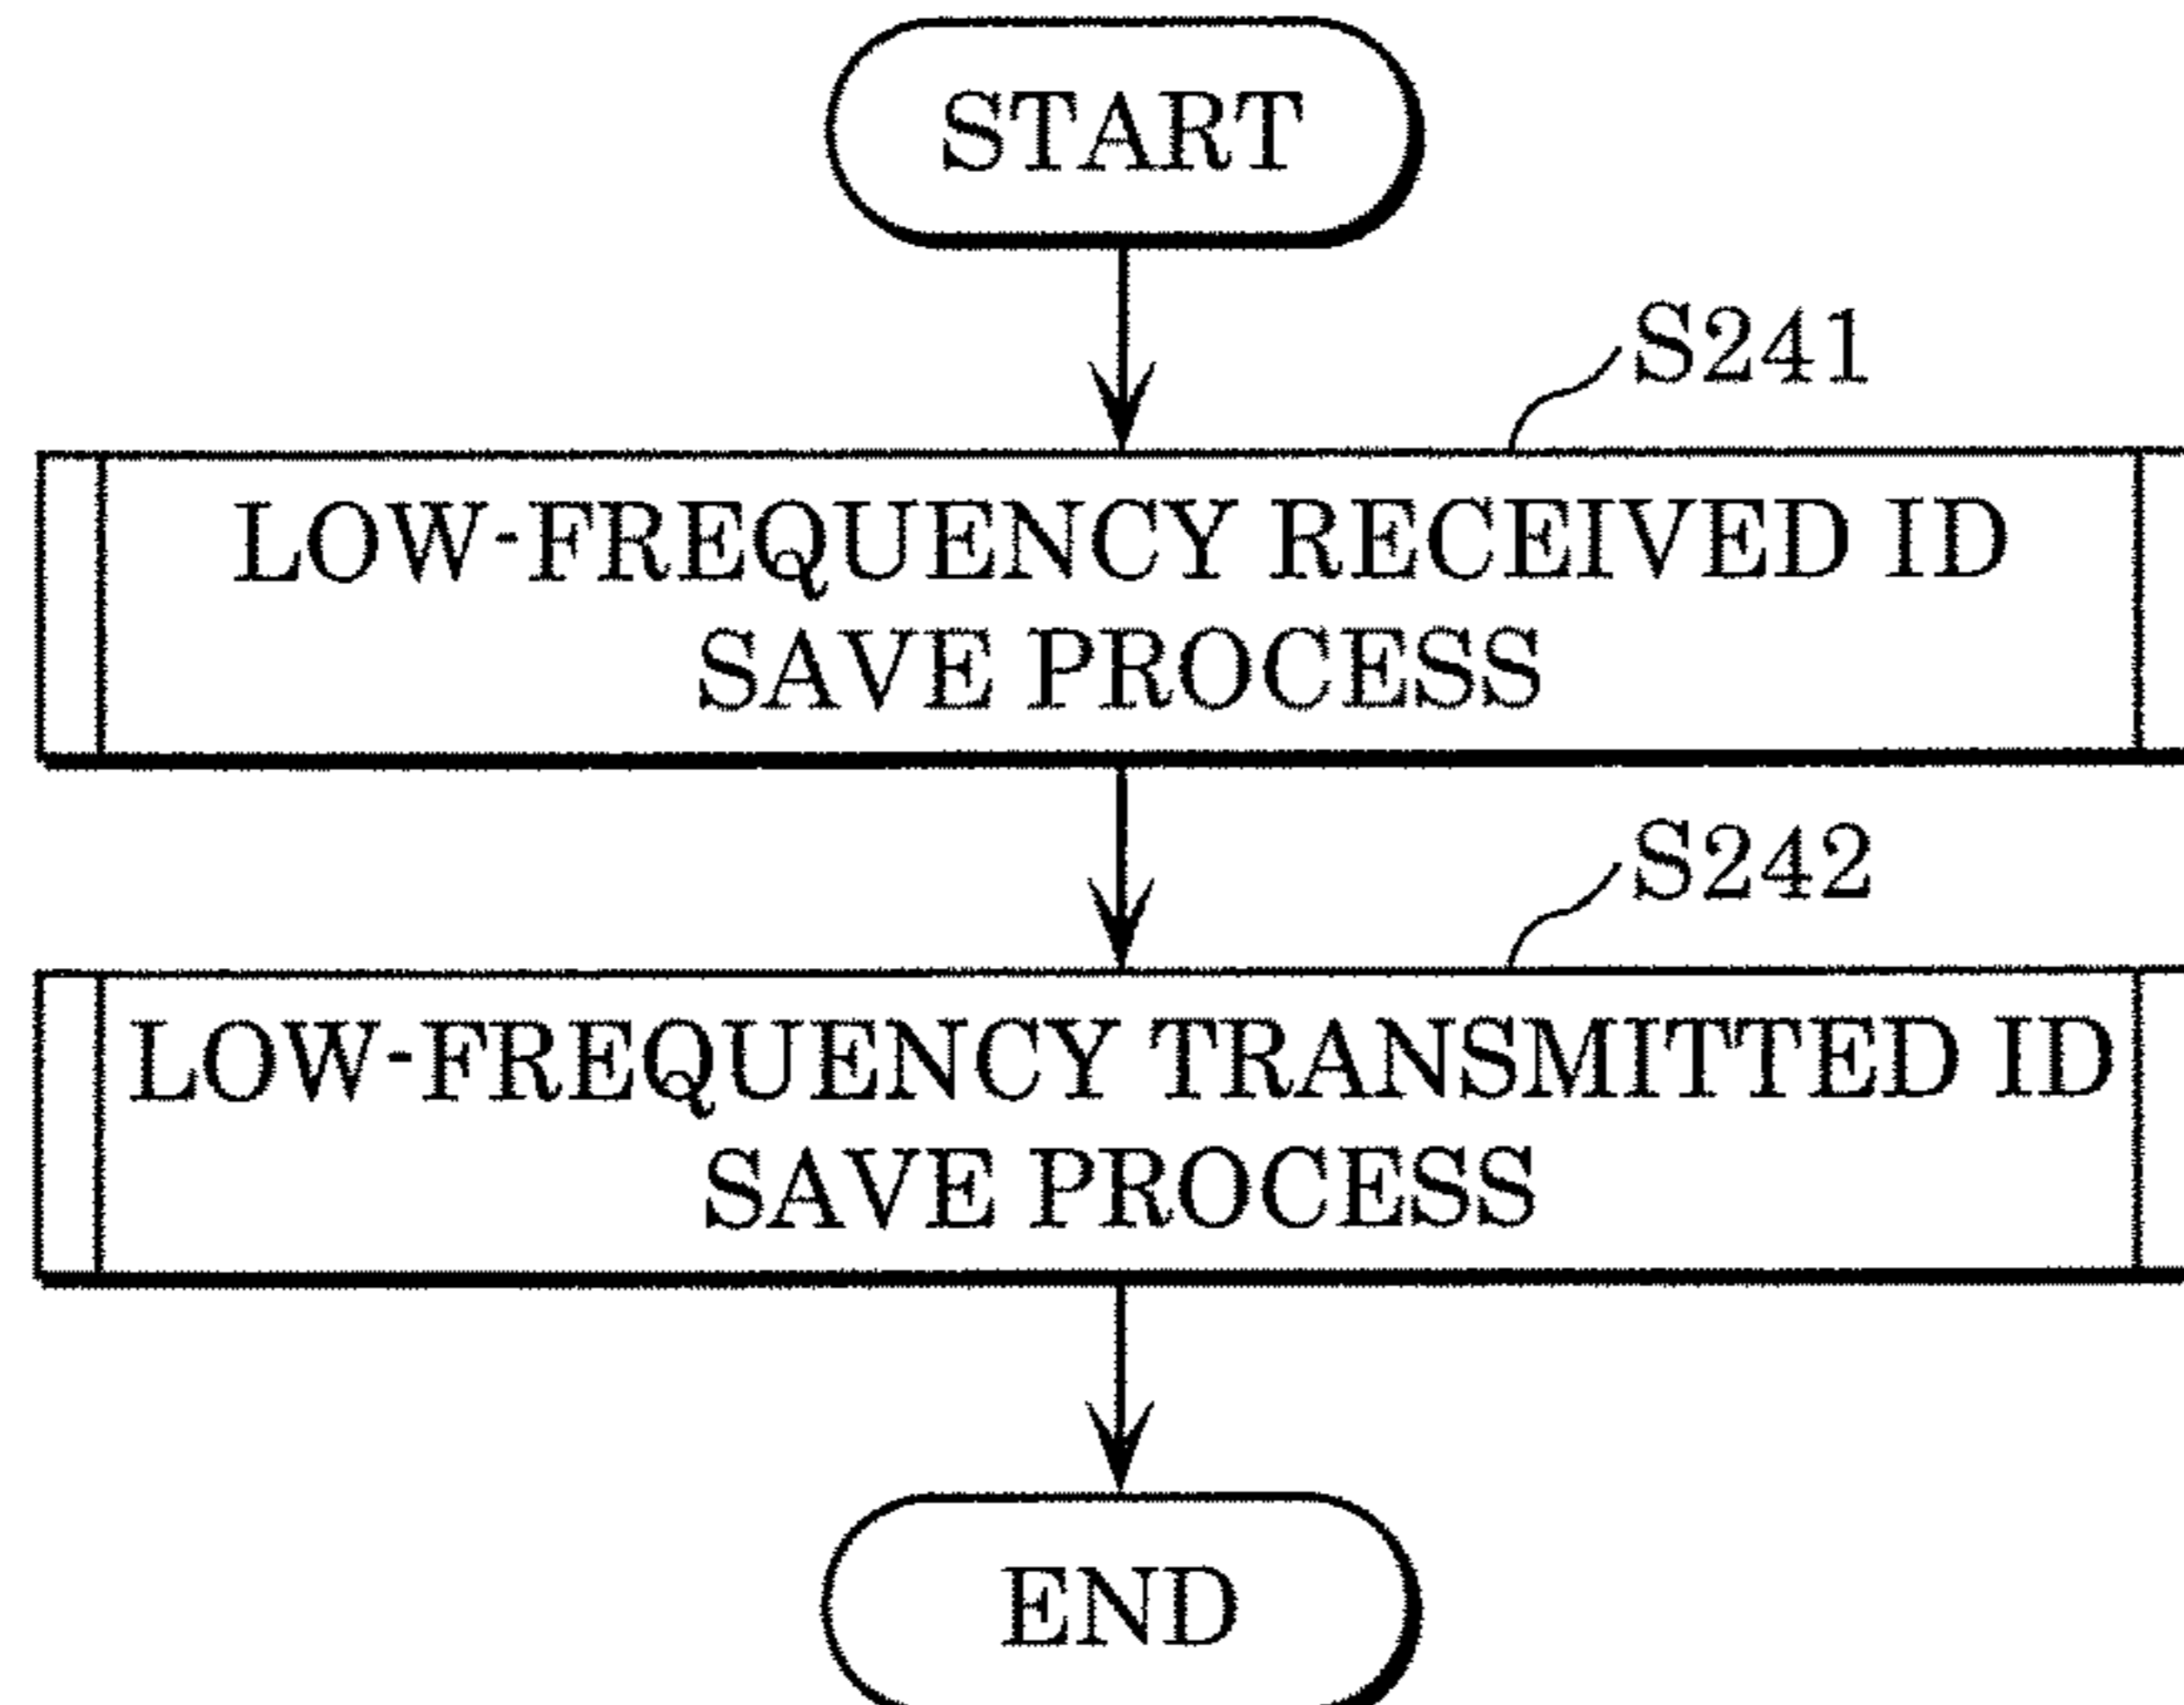 START
S241
LOW-FREQUENCY RECEIVED ID
SAVE PROCESS
S242
LOW-FREQUENCY TRANSMITTED ID
SAVE PROCESS
END